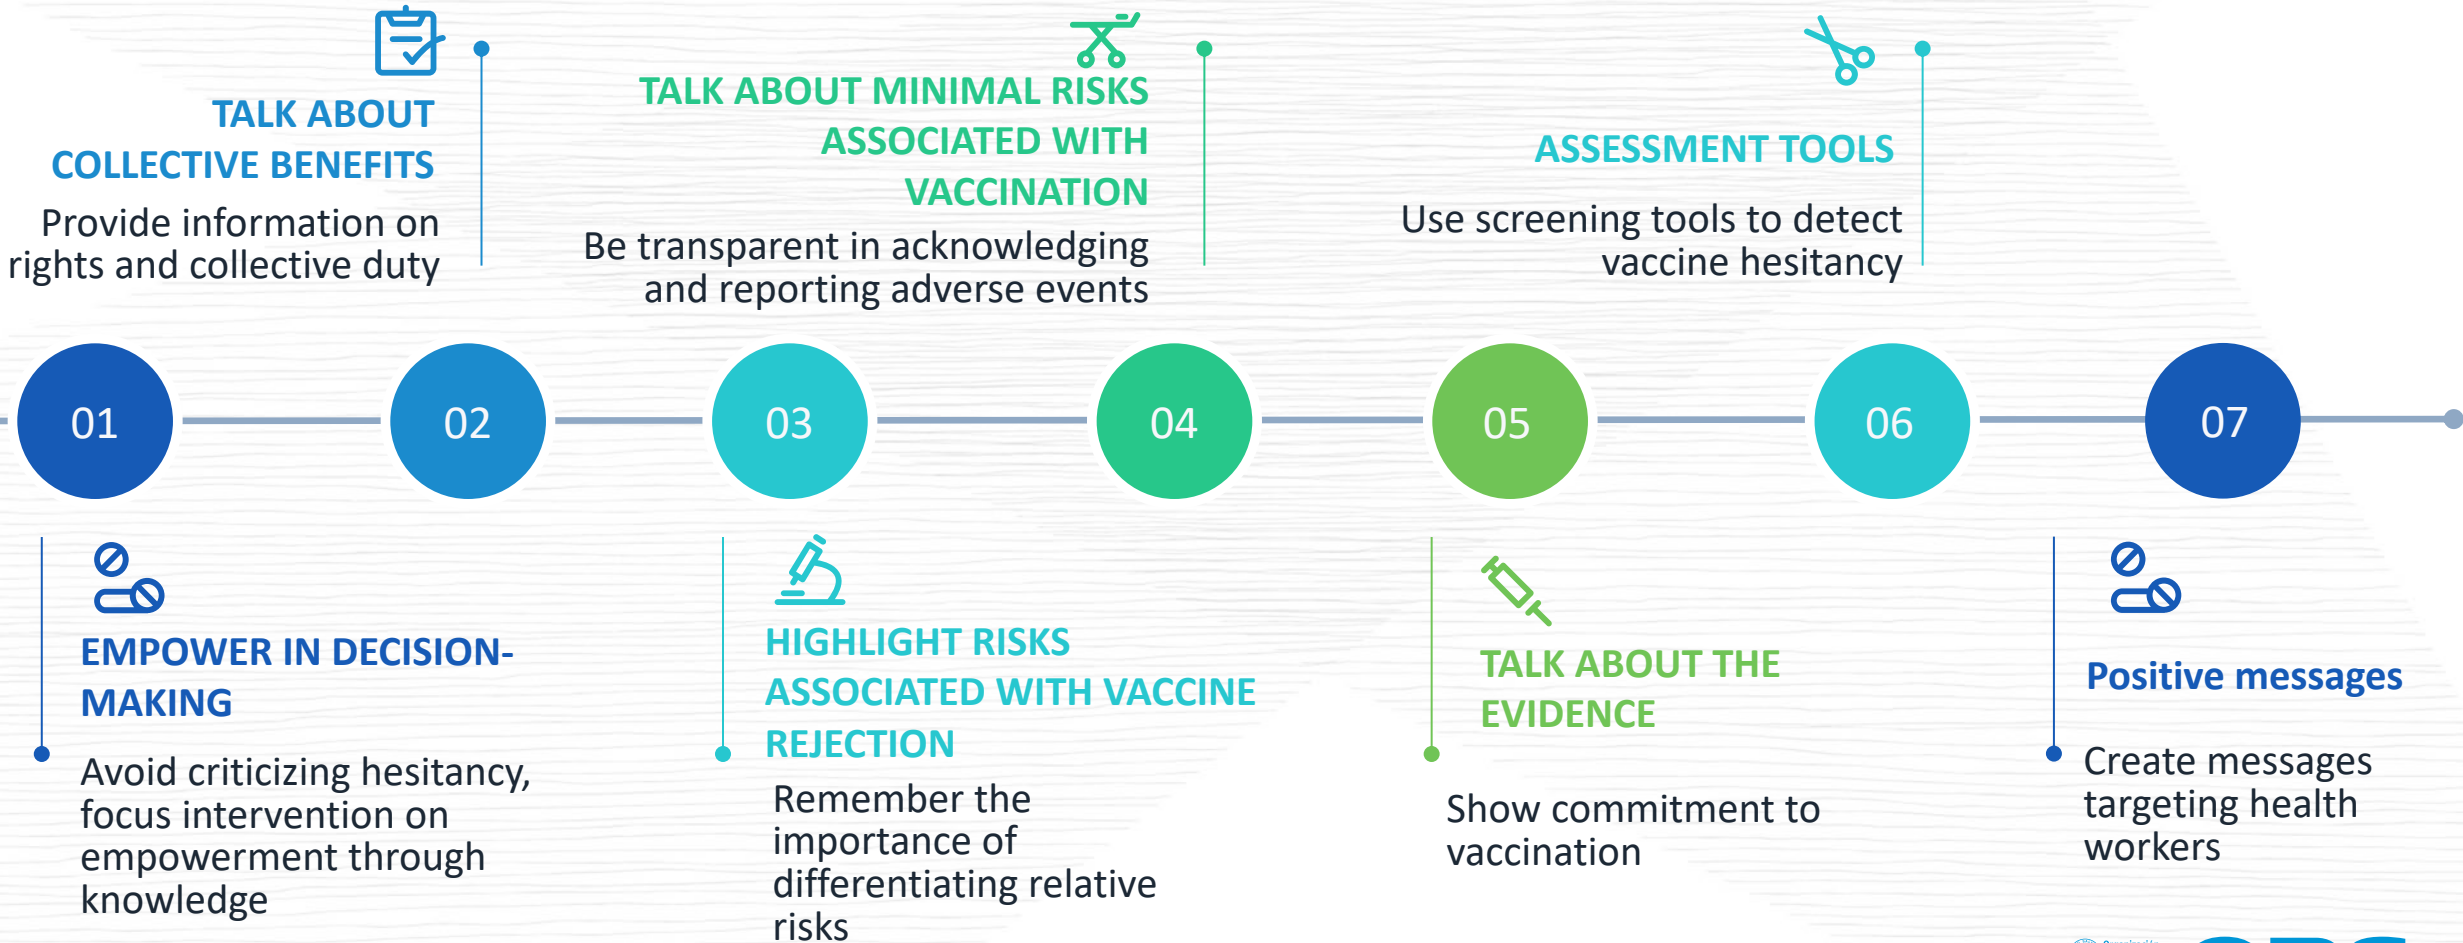 TALK ABOUT
COLLECTIVE BENEFITS
Provide information on
rights and collective duty
TALK ABOUT MINIMAL RISKS
ASSOCIATED WITH
VACCINATION
Be transparent in acknowledging
and reporting adverse events
ASSESSMENT TOOLS
Use screening tools to detect
vaccine hesitancy
01
02
03
04
05
06
07
EMPOWER IN DECISION-
MAKING
Avoid criticizing hesitancy,
focus intervention on
empowerment through
knowledge
HIGHLIGHT RISKS
ASSOCIATED WITH VACCINE
REJECTION
Remember the
importance of
differentiating relative
risks
TALK ABOUT THE
EVIDENCE
Show commitment to
vaccination
Positive messages
Create messages
targeting health
workers